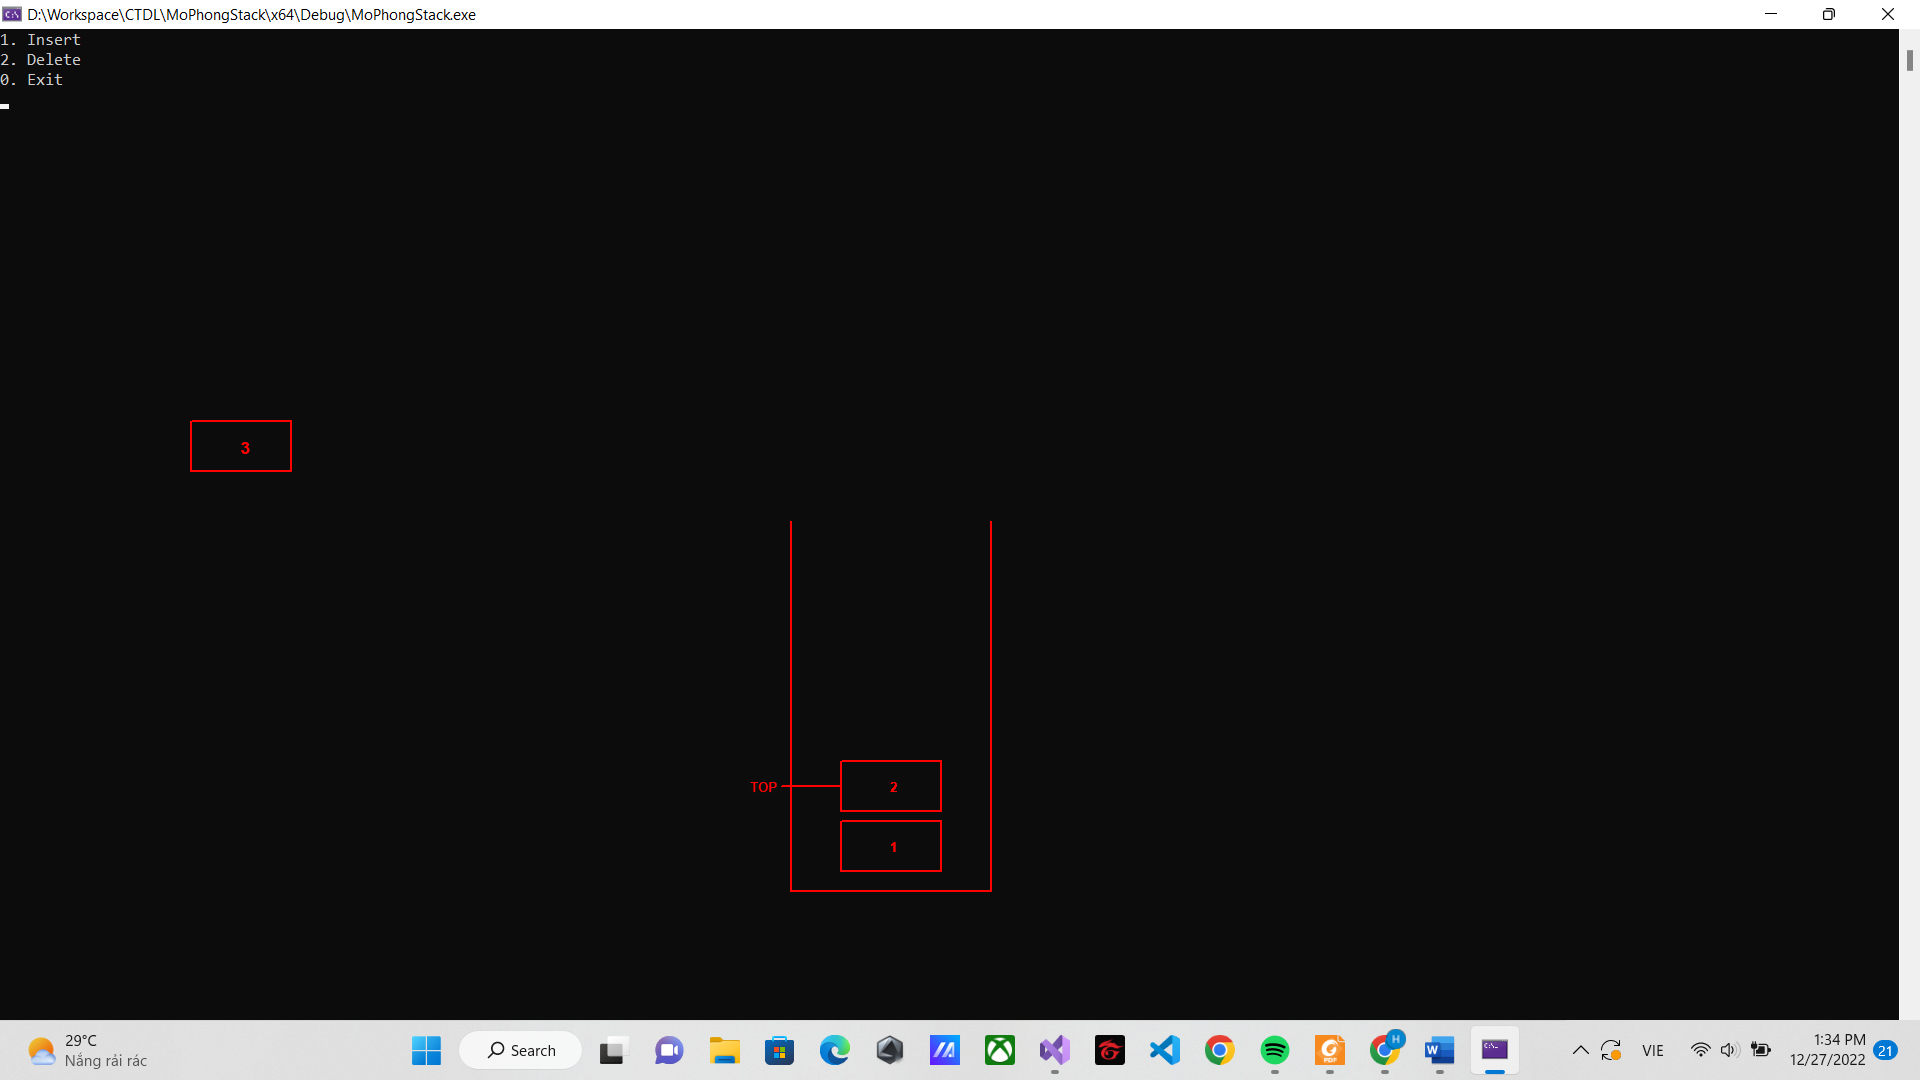 D:\Workspace\CTDL\MoPhongStack\x64\Debug\MoPhongStack.exe
1. Insert
2. Delete
0. Exit
3
TOP
2
1
29°C
Nắng rải rác
Search
PDF
H
W
VIE
1:34 PM
12/27/2022
21